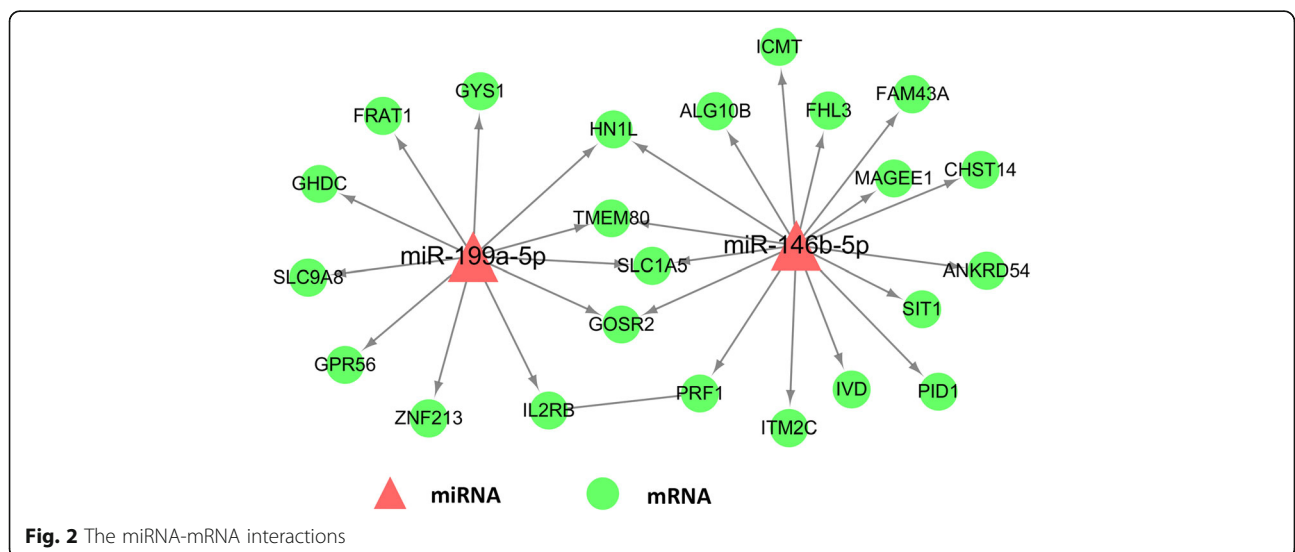 ICMT
GYS1
FAM43A
FRAT1
ALG10B
FHL3
HN1L
CHST14
MAGEE1
GHDC
TMEM80
miR-146b-5p
miR-199a-5p
SLC1A5
ANKRD54
SLC9A8
SIT1
GOSR2
GPR56
PRF1
IVD
PID1
IL2RB
ZNF213
ITM2C
miRNA
mRNA
Fig. 2 The miRNA-mRNA interactions